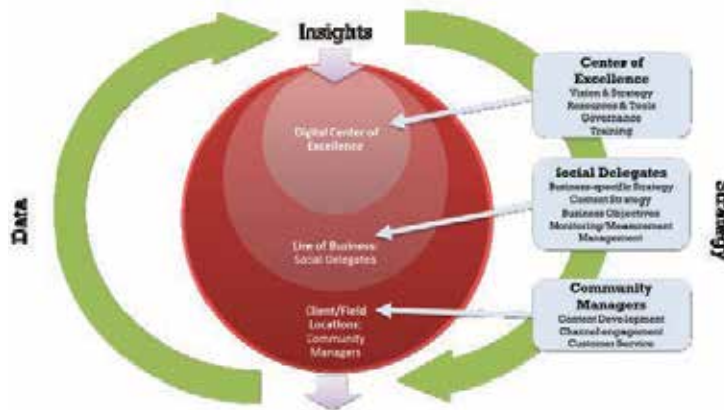 Insights
Center of
Excellence
Vision & Strategy
Resources & Tools
Governance
Training
Digital Center of
Excellence
Social Delegates
Business-specific Strategy
Content Strategy
Business Objectives
Monitoring/Measurement
Management
Data
Line of Business:
Social Delegates
Community
Managers
Content Development
Channel engagement
Customer Service
Client/Field
Locations:
Community
Managers